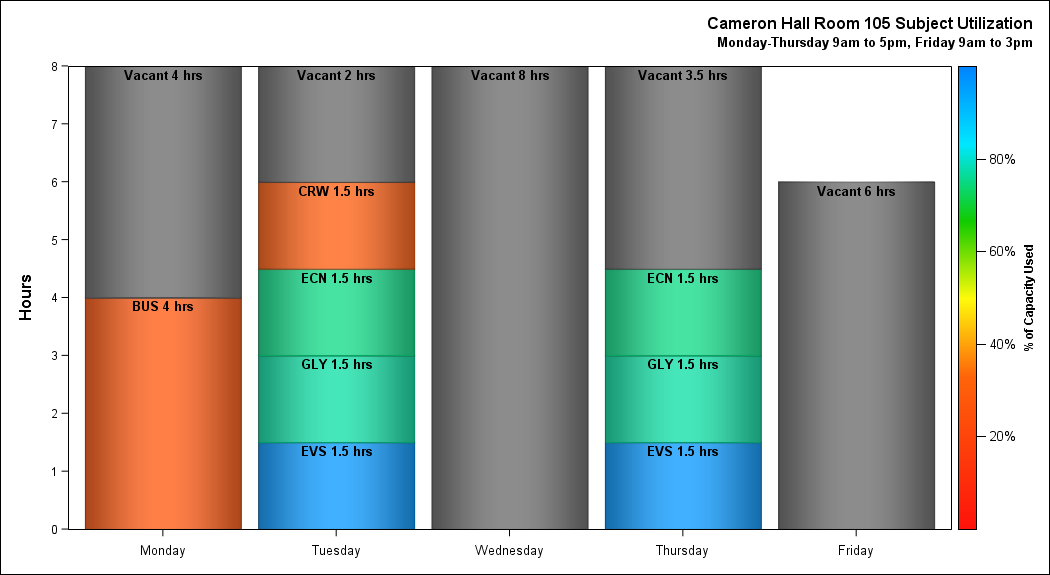 Cameron Hall Room 105 Subject Utilization
Monday-Thursday 9am to 5pm, Friday 9am to 3pm
Hours
8
7
6
5
4
3
2
1
0
Vacant 4 hrs
BUS 4 hrs
Vacant 2 hrs
CRW 1.5 hrs
ECN 1.5 hrs
GLY 1.5 hrs
EVS 1.5 hrs
Vacant 8 hrs
Vacant 3.5 hrs
ECN 1.5 hrs
GLY 1.5 hrs
EVS 1.5 hrs
Vacant 6 hrs
Monday
Tuesday
Wednesday
Thursday
Friday
80%
60%
40%
20%
% of Capacity Used